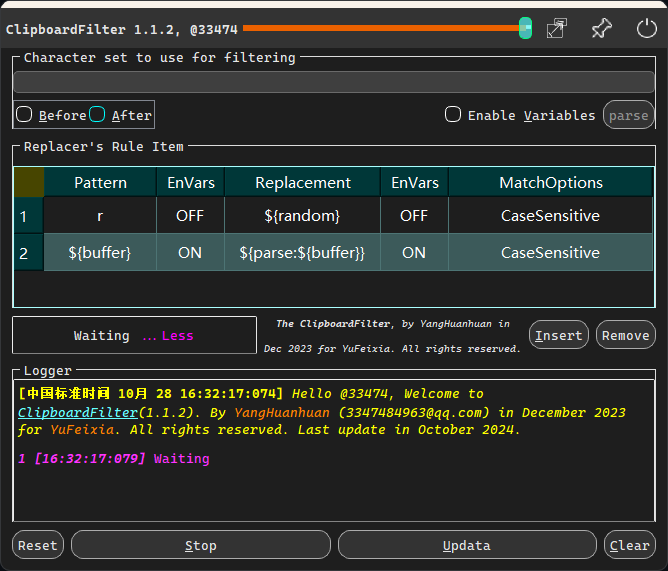 ClipboardFilter 1.1.2, @33474
Character set to use for filtering
Before After Enable Variables parse
Replacer's Rule Item
Pattern EnVars Replacement EnVars MatchOptions
1 r OFF ${random} OFF CaseSensitive
2 ${buffer} ON ${parse:${buffer}} ON CaseSensitive
Waiting ... Less
The ClipboardFilter, by YangHuanhuan in
Dec 2023 for YuFeixia. All rights reserved.
Insert Remove
Logger
[中国标准时间 10月 28 16:32:17:074] Hello @33474, Welcome to
ClipboardFilter(1.1.2). By YangHuanhuan (3347484963@qq.com) in December 2023
for YuFeixia. All rights reserved. Last update in October 2024.
1 [16:32:17:079] Waiting
Reset Stop Updata Clear